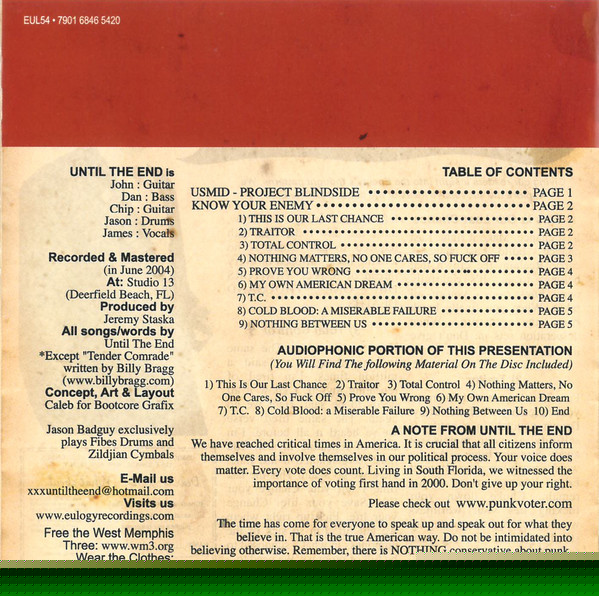 EUL54 • 7901 6846 5420
UNTIL THE END is
John : Guitar
Dan : Bass
Chip : Guitar
Jason : Drums
James : Vocals
Recorded & Mastered
(in June 2004)
At: Studio 13
(Deerfield Beach, FL)
Produced by
Jeremy Staska
All songs/words by
Until The End
*Except "Tender Comrade"
written by Billy Bragg
(www.billybragg.com)
Concept, Art & Layout
Caleb for Bootcore Grafix
Jason Badguy exclusively
plays Fibes Drums and
Zildjian Cymbals
E-Mail us
xxxuntiltheend@hotmail.com
Visits us
www.eulogyrecordings.com
Free the West Memphis
Three: www.wm3.org
Wear the Clothes:
TABLE OF CONTENTS
USMID - PROJECT BLINDSIDE PAGE 1
KNOW YOUR ENEMY PAGE 2
1) THIS IS OUR LAST CHANCE PAGE 2
2) TRAITOR PAGE 2
3) TOTAL CONTROL PAGE 2
4) NOTHING MATTERS, NO ONE CARES, SO FUCK OFF PAGE 3
5) PROVE YOU WRONG PAGE 4
6) MY OWN AMERICAN DREAM PAGE 4
7) T.C. PAGE 4
8) COLD BLOOD: A MISERABLE FAILURE PAGE 5
9) NOTHING BETWEEN US PAGE 5
AUDIOPHONIC PORTION OF THIS PRESENTATION
(You Will Find The following Material On The Disc Included)
1) This Is Our Last Chance 2) Traitor 3) Total Control 4) Nothing Matters, No
One Cares, So Fuck Off 5) Prove You Wrong 6) My Own American Dream
7) T.C. 8) Cold Blood: a Miserable Failure 9) Nothing Between Us 10) End
A NOTE FROM UNTIL THE END
We have reached critical times in America. It is crucial that all citizens inform
themselves and involve themselves in our political process. Your voice does
matter. Every vote does count. Living in South Florida, we witnessed the
importance of voting first hand in 2000. Don't give up your right.
Please check out www.punkvoter.com
The time has come for everyone to speak up and speak out for what they
believe in. That is the true American way. Do not be intimidated into
believing otherwise. Remember, there is NOTHING conservative about punk.